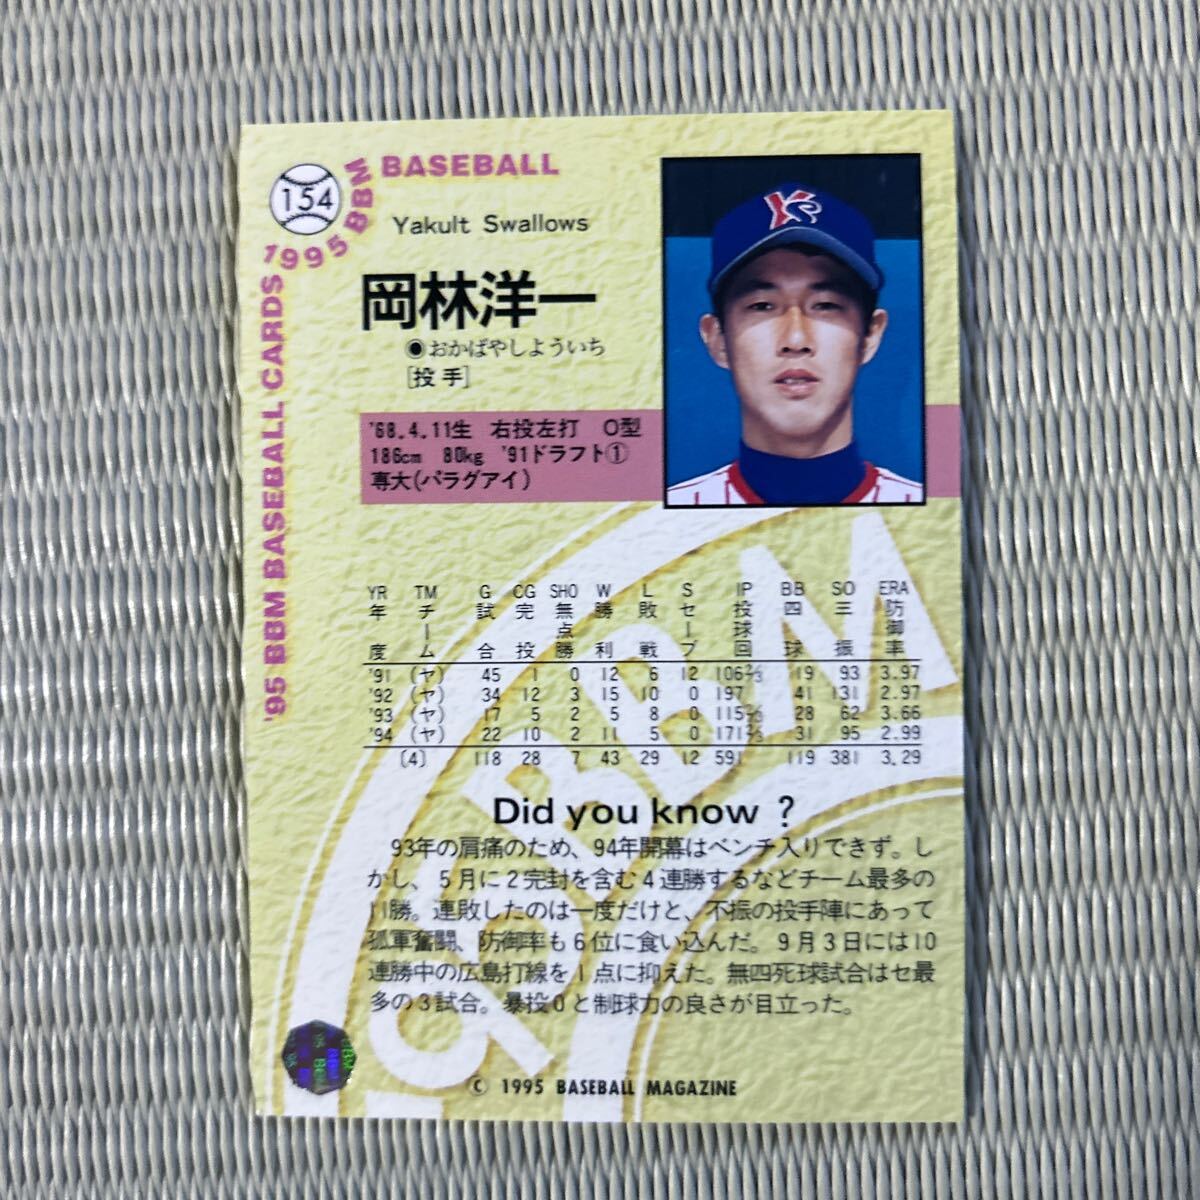 154
'95 BBM BASEBALL CARDS 1995 BBM BASEBALL
Yakult Swallows
岡林洋一
◉おかばやしよういち
[投手]
'68.4.11生 右投左打 O型
186cm 80kg '91ドラフト①
専大(パラグアイ)
YR TM G CG SHO W L S IP BB SO ERA
年度 チーム 試合 完投 無点勝 勝利 敗戦 セーブ 投球回 四球 三振 防御率
'91 (ヤ) 45 1 0 12 6 12 106⅔ 19 93 3.97
'92 (ヤ) 34 12 3 15 10 0 197 41 131 2.97
'93 (ヤ) 17 5 2 5 8 0 115⅔ 28 62 3.66
'94 (ヤ) 22 10 2 11 5 0 171⅔ 31 95 2.99
〔4〕 118 28 7 43 29 12 591 119 381 3.29
Did you know ?
93年の肩痛のため、94年開幕はベンチ入りできず。し
かし、5月に2完封を含む4連勝するなどチーム最多の
11勝。連敗したのは一度だけと、不振の投手陣にあって
孤軍奮闘、防御率も6位に食い込んだ。9月3日には10
連勝中の広島打線を1点に抑えた。無四死球試合はセ最
多の3試合。暴投0と制球力の良さが目立った。
© 1995 BASEBALL MAGAZINE